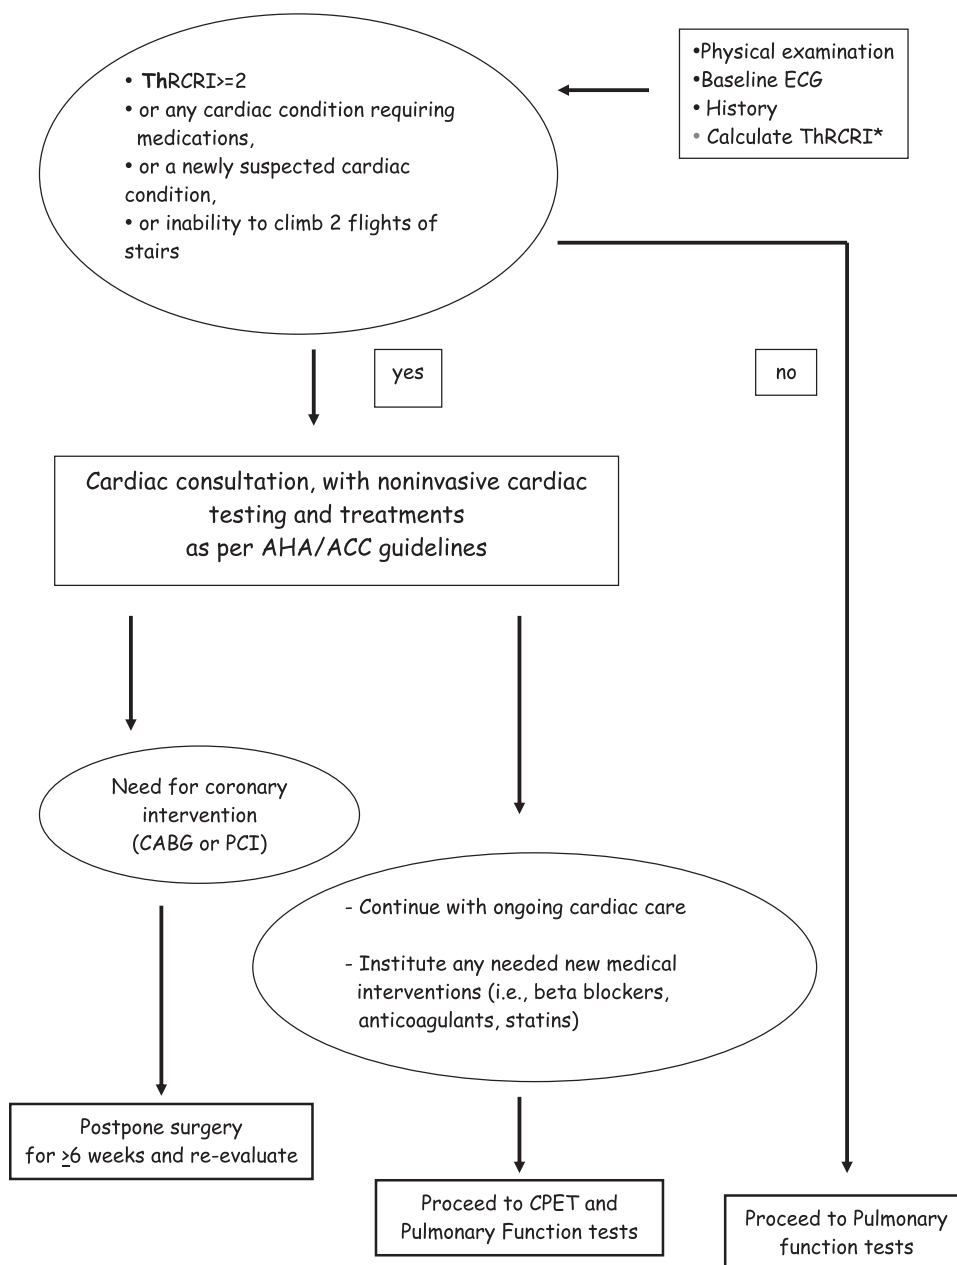 •Physical examination
•Baseline ECG
• History
• Calculate ThRCRI*
• ThRCRI>=2
• or any cardiac condition requiring
medications,
• or a newly suspected cardiac
condition,
• or inability to climb 2 flights of
stairs
yes
no
Cardiac consultation, with noninvasive cardiac
testing and treatments
as per AHA/ACC guidelines
Need for coronary
intervention
(CABG or PCI)
- Continue with ongoing cardiac care
- Institute any needed new medical
interventions (i.e., beta blockers,
anticoagulants, statins)
Postpone surgery
for ≥6 weeks and re-evaluate
Proceed to CPET and
Pulmonary Function tests
Proceed to Pulmonary
function tests